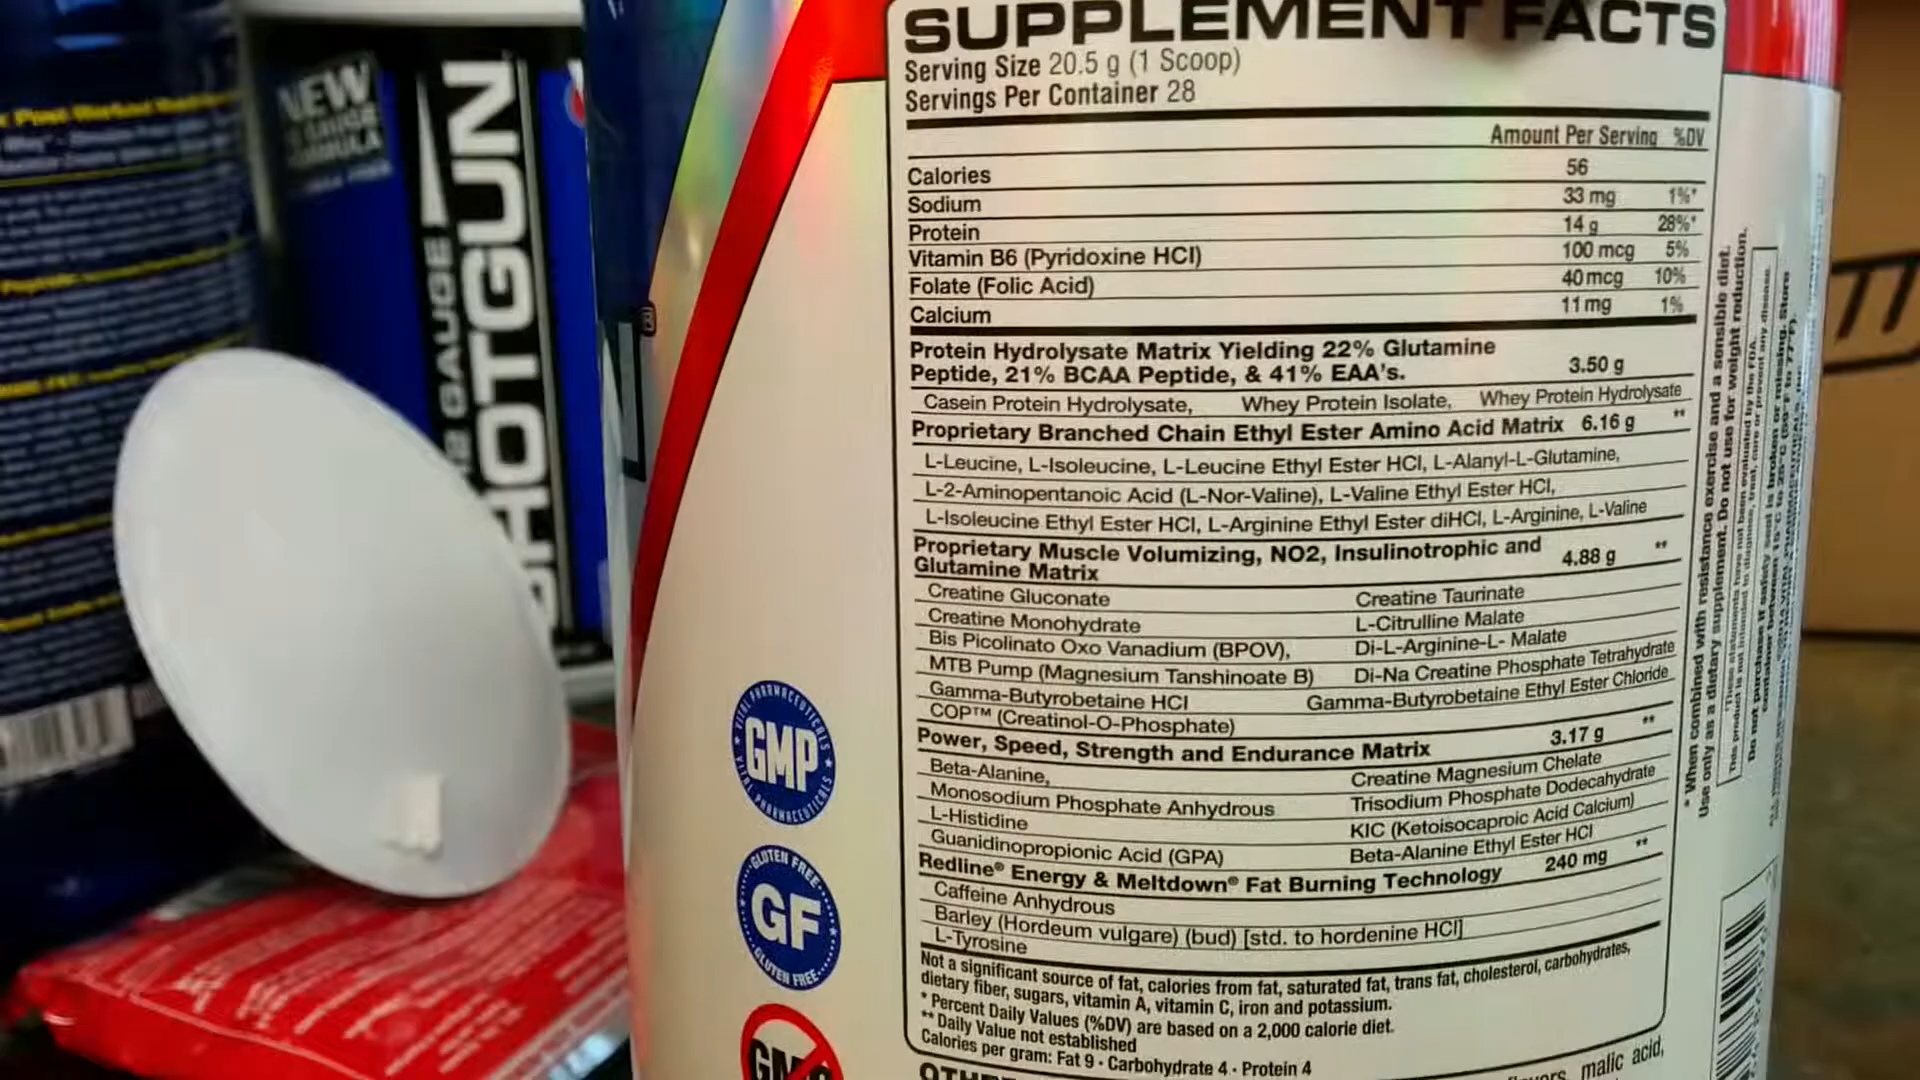 NEW
12 GAUGE
SHOTGUN
®
SUPPLEMENT FACTS
Serving Size 20.5 g (1 Scoop)
Servings Per Container 28
Amount Per Serving %DV
Calories 56
Sodium 33 mg 1%*
Protein 14 g 28%*
Vitamin B6 (Pyridoxine HCl) 100 mcg 5%
Folate (Folic Acid) 40 mcg 10%
Calcium 11 mg 1%
Protein Hydrolysate Matrix Yielding 22% Glutamine
Peptide, 21% BCAA Peptide, & 41% EAA's. 3.50 g
Casein Protein Hydrolysate, Whey Protein Isolate, Whey Protein Hydrolysate
Proprietary Branched Chain Ethyl Ester Amino Acid Matrix 6.16 g **
L-Leucine, L-Isoleucine, L-Leucine Ethyl Ester HCl, L-Alanyl-L-Glutamine,
L-2-Aminopentanoic Acid (L-Nor-Valine), L-Valine Ethyl Ester HCl,
L-Isoleucine Ethyl Ester HCl, L-Arginine Ethyl Ester diHCl, L-Arginine, L-Valine
Proprietary Muscle Volumizing, NO2, Insulinotrophic and
Glutamine Matrix 4.88 g **
Creatine Gluconate Creatine Taurinate
Creatine Monohydrate L-Citrulline Malate
Bis Picolinato Oxo Vanadium (BPOV), Di-L-Arginine-L- Malate
MTB Pump (Magnesium Tanshinoate B) Di-Na Creatine Phosphate Tetrahydrate
Gamma-Butyrobetaine HCl Gamma-Butyrobetaine Ethyl Ester Chloride
COP™ (Creatinol-O-Phosphate)
Power, Speed, Strength and Endurance Matrix 3.17 g **
Beta-Alanine, Creatine Magnesium Chelate
Monosodium Phosphate Anhydrous Trisodium Phosphate Dodecahydrate
L-Histidine KIC (Ketoisocaproic Acid Calcium)
Guanidinopropionic Acid (GPA) Beta-Alanine Ethyl Ester HCl
Redline® Energy & Meltdown® Fat Burning Technology 240 mg **
Caffeine Anhydrous
Barley (Hordeum vulgare) (bud) [std. to hordenine HCl]
L-Tyrosine
Not a significant source of fat, calories from fat, saturated fat, trans fat, cholesterol, carbohydrates,
dietary fiber, sugars, vitamin A, vitamin C, iron and potassium.
* Percent Daily Values (%DV) are based on a 2,000 calorie diet.
** Daily Value not established
Calories per gram: Fat 9 · Carbohydrate 4 · Protein 4
malic acid,
VITAL PHARMACEUTICALS
GMP
VITAL PHARMACEUTICALS
GLUTEN FREE
GF
GLUTEN FREE
* When combined with resistance exercise and a sensible diet.
Use only as a dietary supplement. Do not use for weight reduction.
These statements have not been evaluated by the FDA.
This product is not intended to diagnose, treat, cure or prevent any disease.
Do not purchase if safety seal is broken or missing. Store
container between 15°C to 25°C (59°F to 77°F).